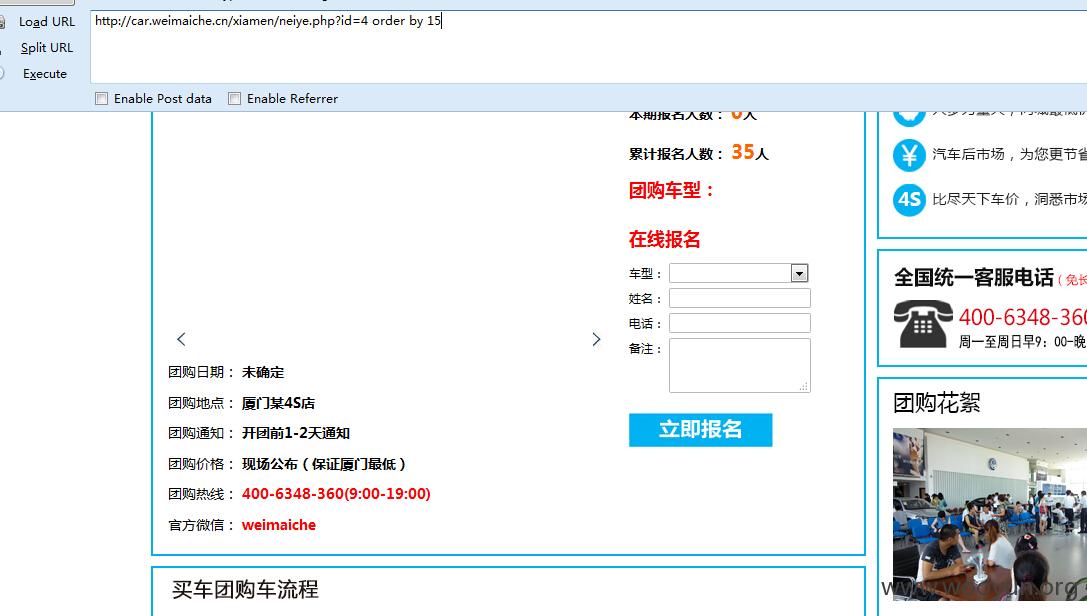 Load URL
http://car.weimaiche.cn/xiamen/neiye.php?id=4 order by 15
Split URL
Execute
Enable Post data
Enable Referrer
本期报名人数： 0人
累计报名人数： 35人
团购车型：
在线报名
车型：
姓名：
电话：
备注：
立即报名
团购日期： 未确定
团购地点： 厦门某4S店
团购通知： 开团前1-2天通知
团购价格： 现场公布（保证厦门最低）
团购热线： 400-6348-360(9:00-19:00)
官方微信： weimaiche
买车团购车流程
¥ 汽车后市场，为您更节省
4S 比尽天下车价，洞悉市场
全国统一客服电话（免长
400-6348-360
周一至周日早9：00-晚
团购花絮
www.wooyun.org